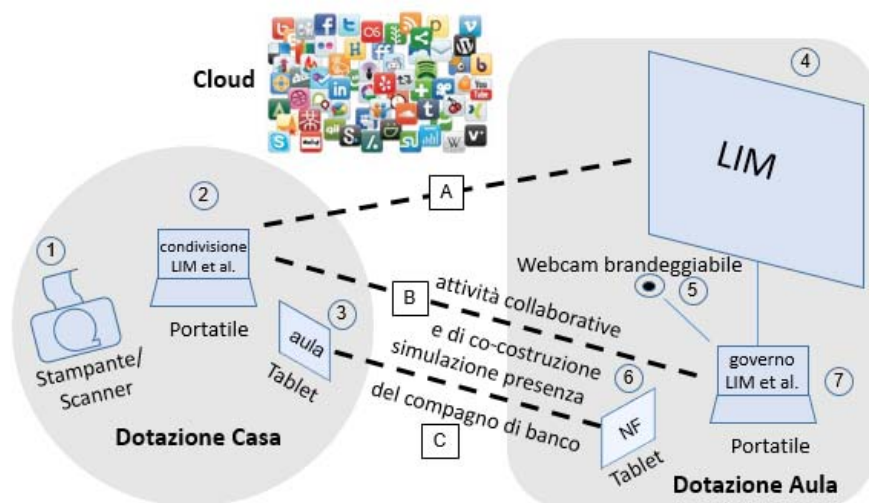 Cloud
4
LIM
A
2
condivisione
LIM et al.
Portatile
1
Stampante/
Scanner
3
aula
Tablet
Dotazione Casa
Webcam brandeggiabile
5
B
attività collaborative
e di co-costruzione
simulazione presenza
del compagno di banco
C
6
NF
Tablet
governo
LIM et al.
7
Portatile
Dotazione Aula